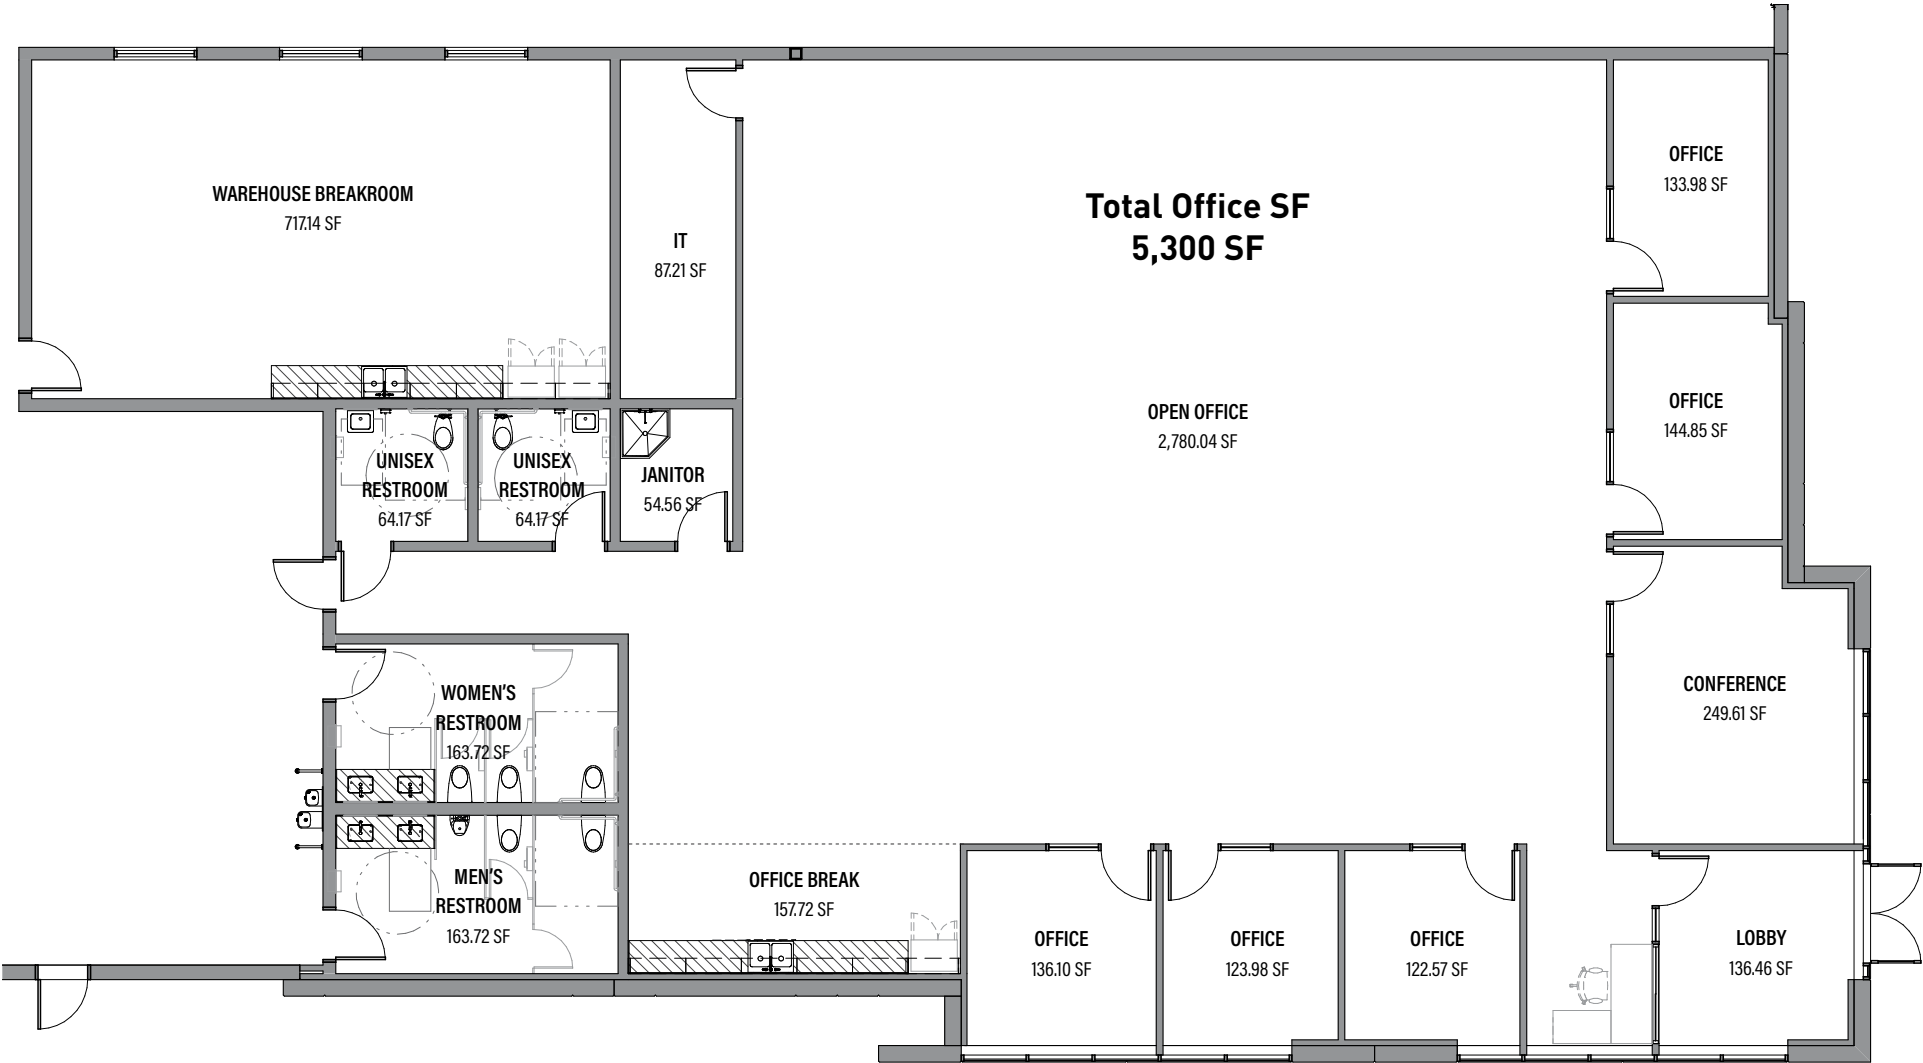 WAREHOUSE BREAKROOM
717.14 SF
IT
87.21 SF
Total Office SF
5,300 SF
OFFICE
133.98 SF
OPEN OFFICE
2,780.04 SF
OFFICE
144.85 SF
UNISEX
RESTROOM
64.17 SF
UNISEX
RESTROOM
64.17 SF
JANITOR
54.56 SF
CONFERENCE
249.61 SF
WOMEN'S
RESTROOM
163.72 SF
MEN'S
RESTROOM
163.72 SF
OFFICE BREAK
157.72 SF
OFFICE
136.10 SF
OFFICE
123.98 SF
OFFICE
122.57 SF
LOBBY
136.46 SF